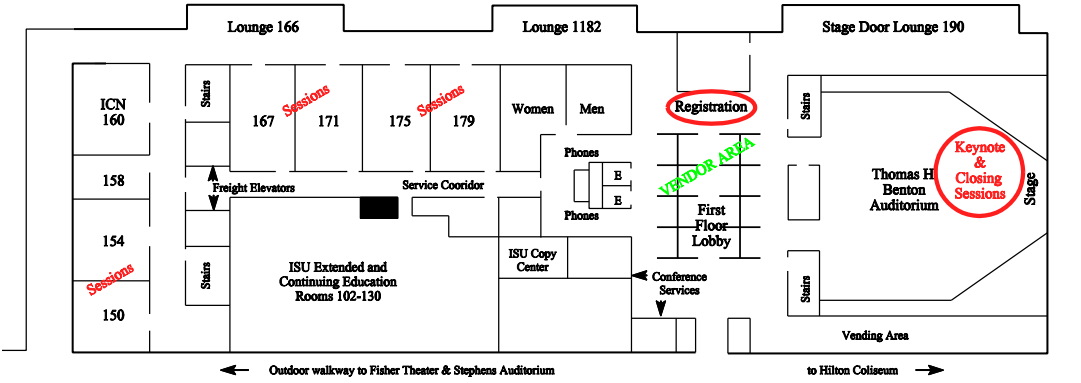 Lounge 166
Lounge 1182
Stage Door Lounge 190
ICN
160
Stairs
Sessions
167
171
Sessions
175
179
Women
Men
Registration
Stairs
VENDOR AREA
Keynote
&
Closing
Sessions
Phones
E
E
Phones
158
Freight Elevators
Service Cooridor
Thomas H
Benton
Auditorium
Stage
First
Floor
Lobby
154
Sessions
150
Stairs
ISU Extended and
Continuing Education
Rooms 102-130
ISU Copy
Center
Conference
Services
Stairs
Vending Area
Outdoor walkway to Fisher Theater & Stephens Auditorium
to Hilton Coliseum